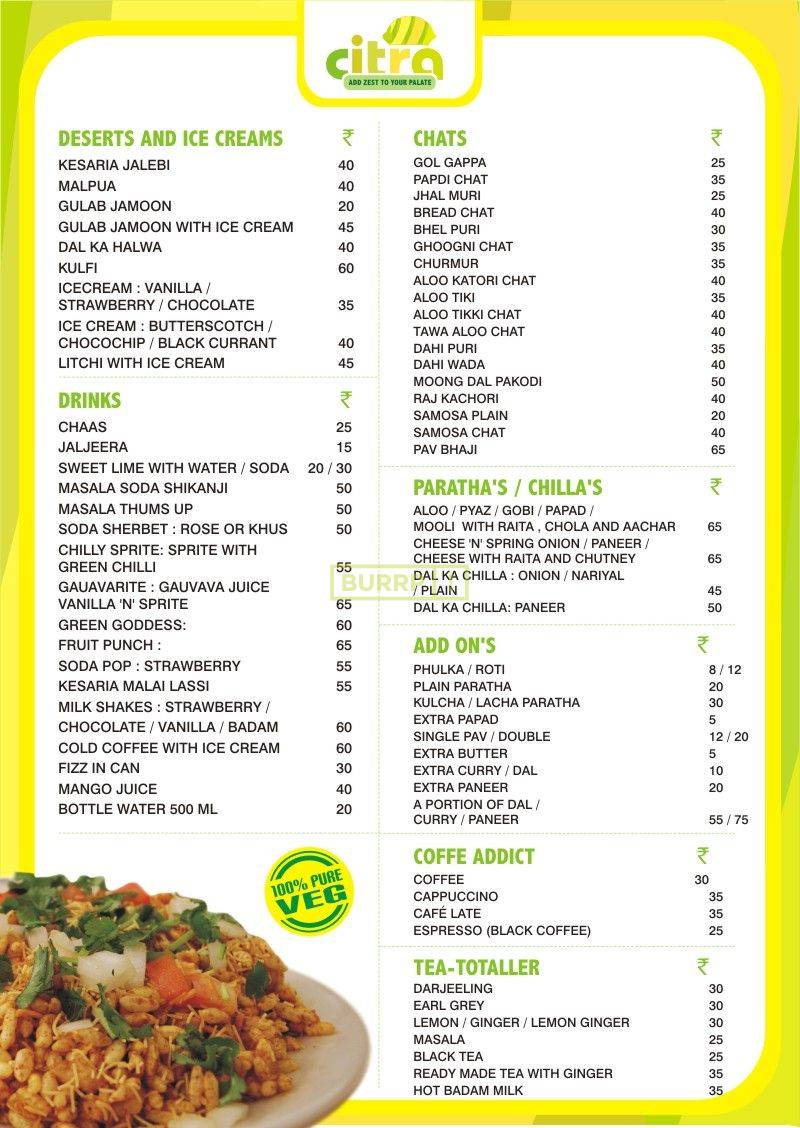 citra
ADD ZEST TO YOUR PALATE
DESERTS AND ICE CREAMS ₹
KESARIA JALEBI 40
MALPUA 40
GULAB JAMOON 20
GULAB JAMOON WITH ICE CREAM 45
DAL KA HALWA 40
KULFI 60
ICECREAM : VANILLA /
STRAWBERRY / CHOCOLATE 35
ICE CREAM : BUTTERSCOTCH /
CHOCOCHIP / BLACK CURRANT 40
LITCHI WITH ICE CREAM 45
DRINKS ₹
CHAAS 25
JALJEERA 15
SWEET LIME WITH WATER / SODA 20 / 30
MASALA SODA SHIKANJI 50
MASALA THUMS UP 50
SODA SHERBET : ROSE OR KHUS 50
CHILLY SPRITE: SPRITE WITH
GREEN CHILLI 55
GAUAVARITE : GAUVAVA JUICE
VANILLA 'N' SPRITE 65
GREEN GODDESS: 60
FRUIT PUNCH : 65
SODA POP : STRAWBERRY 55
KESARIA MALAI LASSI 55
MILK SHAKES : STRAWBERRY /
CHOCOLATE / VANILLA / BADAM 60
COLD COFFEE WITH ICE CREAM 60
FIZZ IN CAN 30
MANGO JUICE 40
BOTTLE WATER 500 ML 20
100% PURE
VEG
CHATS ₹
GOL GAPPA 25
PAPDI CHAT 35
JHAL MURI 25
BREAD CHAT 40
BHEL PURI 30
GHOOGNI CHAT 35
CHURMUR 35
ALOO KATORI CHAT 40
ALOO TIKI 35
ALOO TIKKI CHAT 40
TAWA ALOO CHAT 40
DAHI PURI 35
DAHI WADA 40
MOONG DAL PAKODI 50
RAJ KACHORI 40
SAMOSA PLAIN 20
SAMOSA CHAT 40
PAV BHAJI 65
PARATHA'S / CHILLA'S ₹
ALOO / PYAZ / GOBI / PAPAD /
MOOLI WITH RAITA , CHOLA AND AACHAR 65
CHEESE 'N' SPRING ONION / PANEER /
CHEESE WITH RAITA AND CHUTNEY 65
DAL KA CHILLA : ONION / NARIYAL
/ PLAIN 45
DAL KA CHILLA: PANEER 50
ADD ON'S ₹
PHULKA / ROTI 8 / 12
PLAIN PARATHA 20
KULCHA / LACHA PARATHA 30
EXTRA PAPAD 5
SINGLE PAV / DOUBLE 12 / 20
EXTRA BUTTER 5
EXTRA CURRY / DAL 10
EXTRA PANEER 20
A PORTION OF DAL /
CURRY / PANEER 55 / 75
COFFE ADDICT ₹
COFFEE 30
CAPPUCCINO 35
CAFÉ LATE 35
ESPRESSO (BLACK COFFEE) 25
TEA-TOTALLER ₹
DARJEELING 30
EARL GREY 30
LEMON / GINGER / LEMON GINGER 30
MASALA 25
BLACK TEA 25
READY MADE TEA WITH GINGER 35
HOT BADAM MILK 35